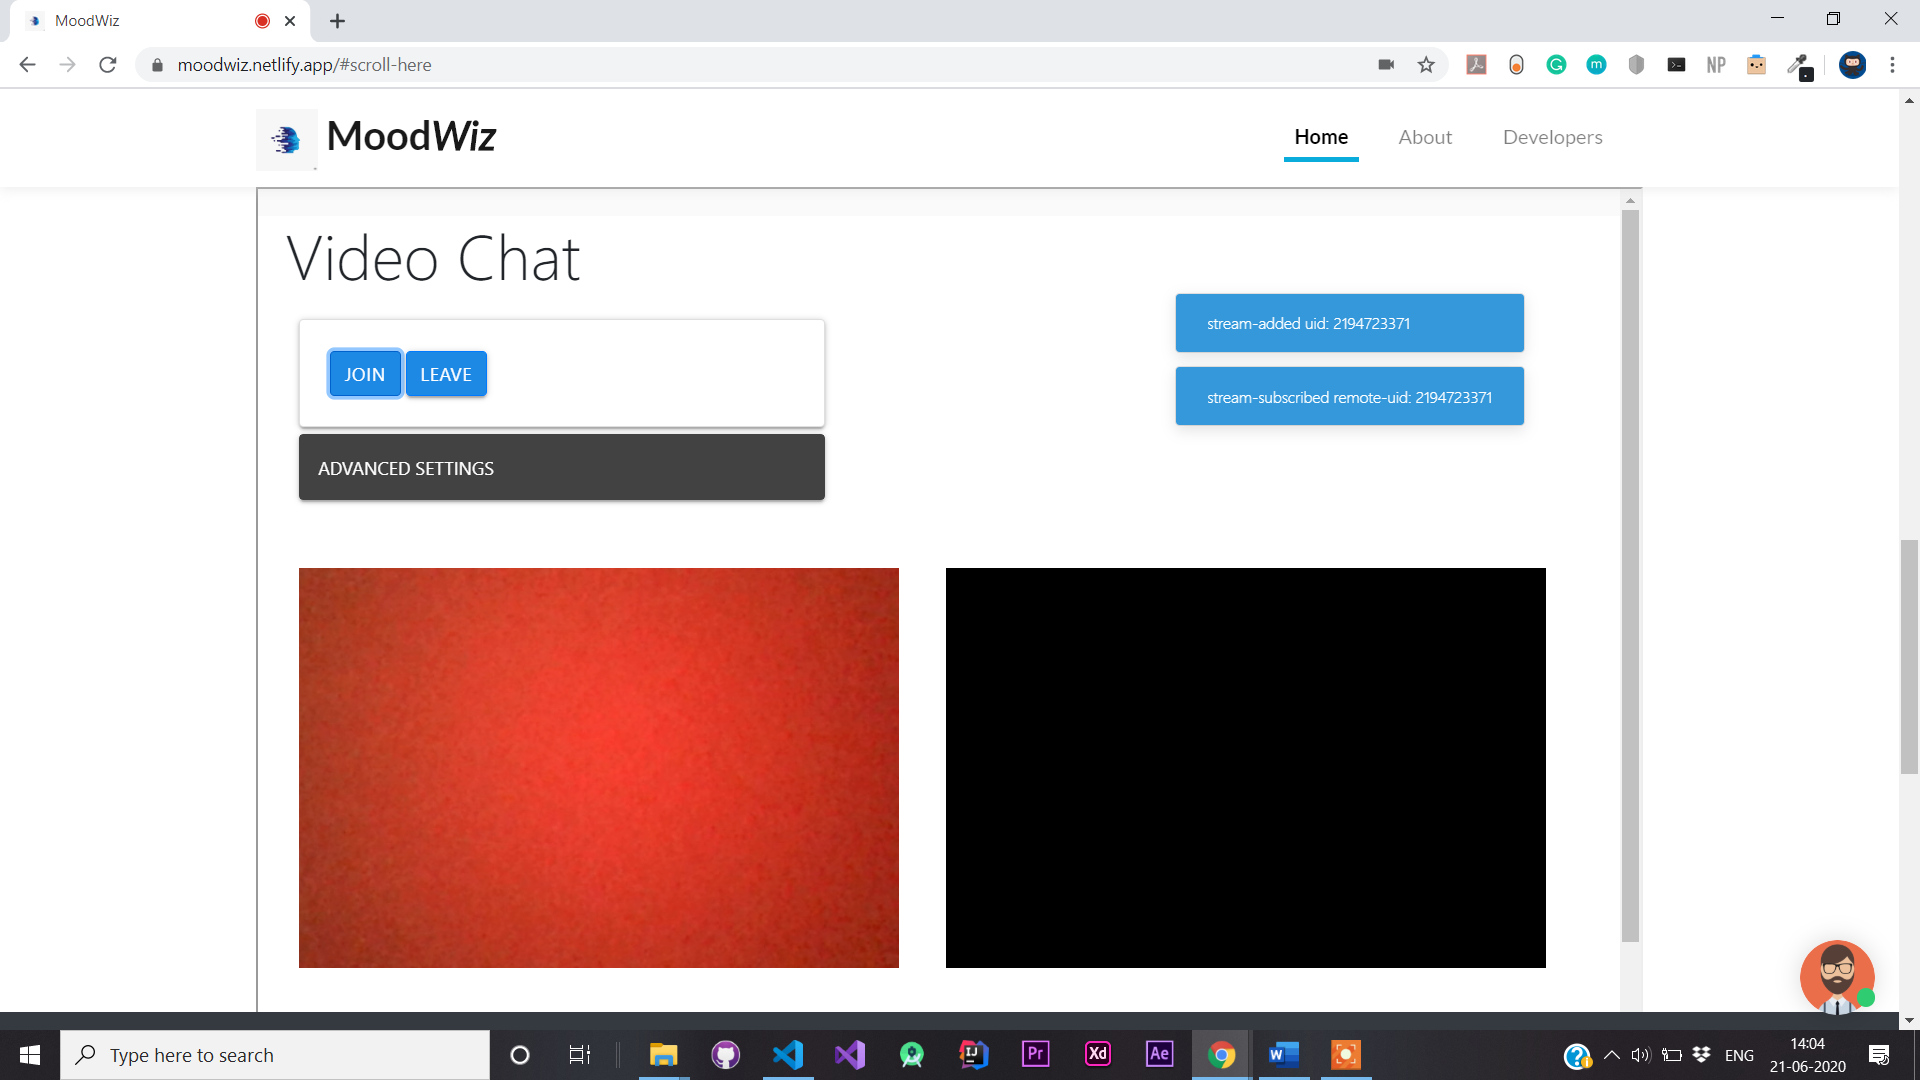 MoodWiz
moodwiz.netlify.app/#scroll-here
NP
MoodWiz
Home
About
Developers
Video Chat
stream-added uid: 2194723371
JOIN
LEAVE
stream-subscribed remote-uid: 2194723371
ADVANCED SETTINGS
Type here to search
Pr
Xd
Ae
ENG
14:04
21-06-2020